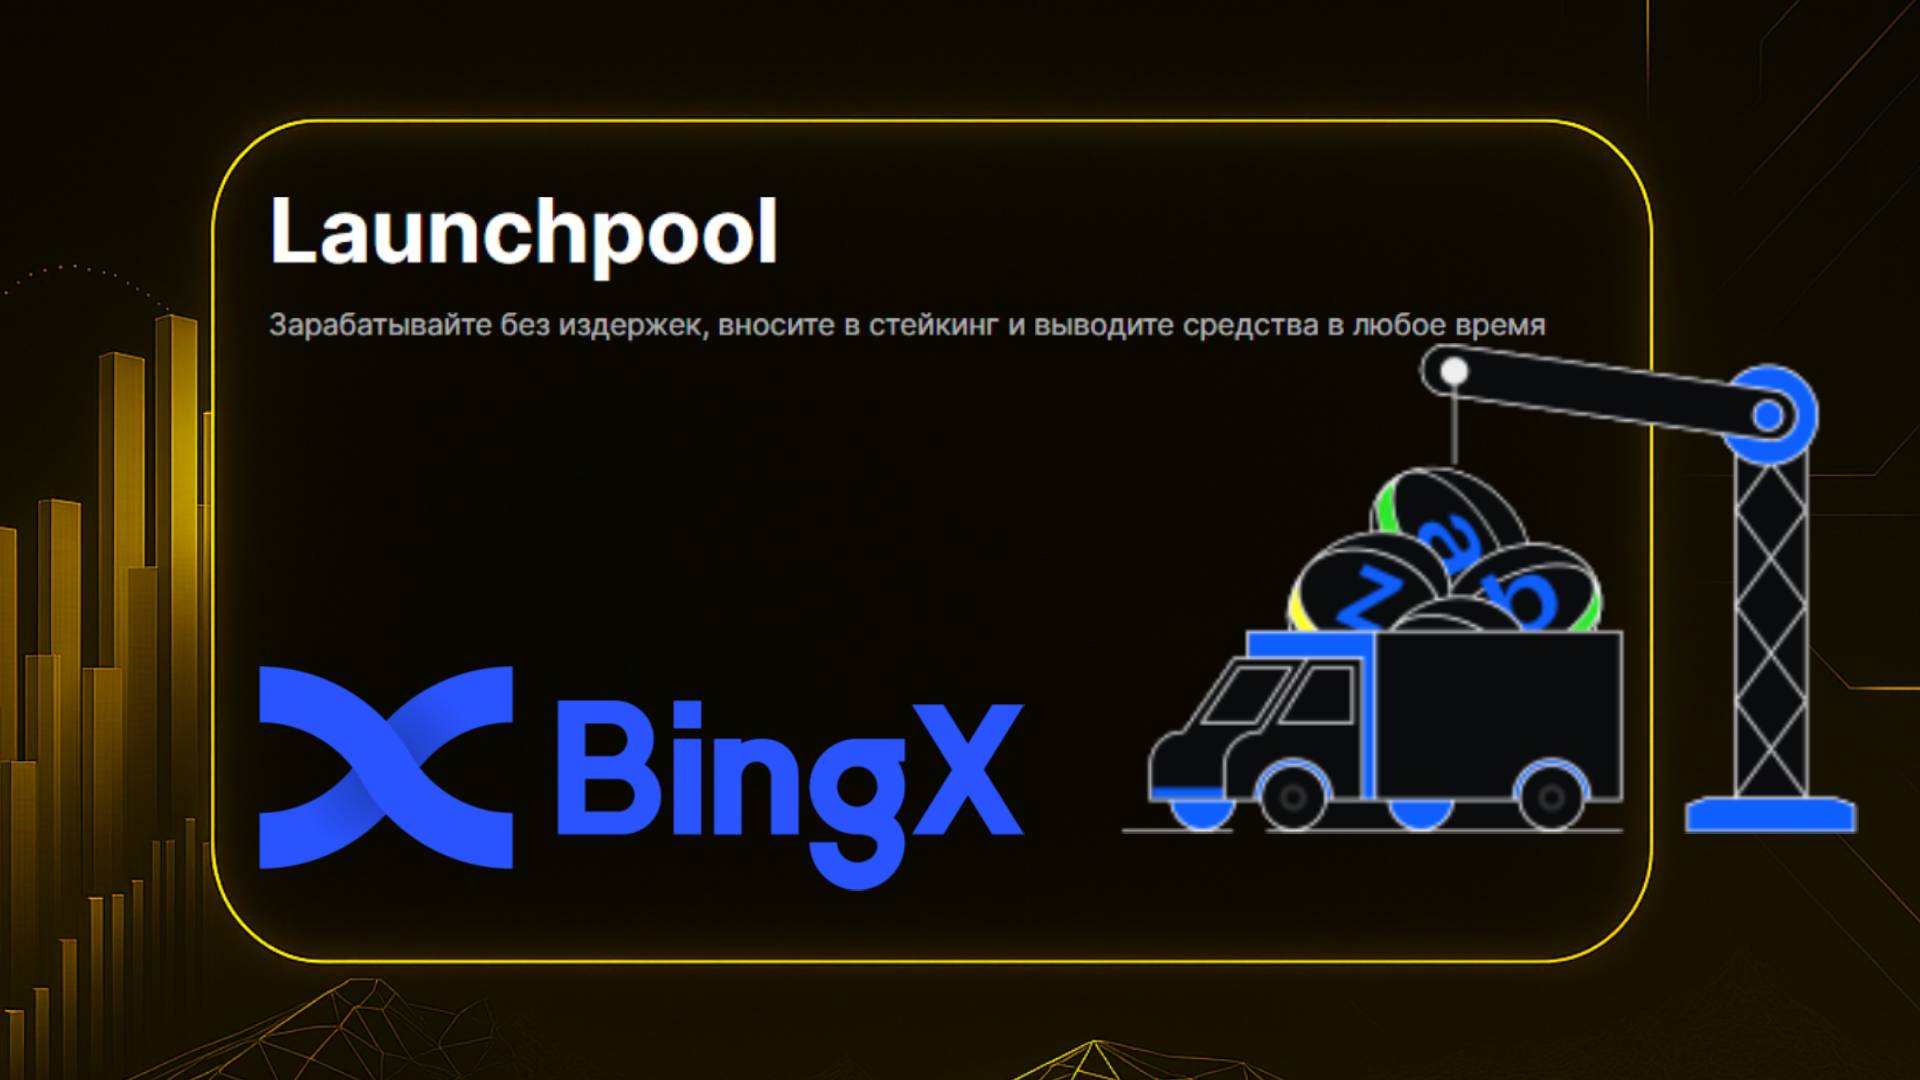 Launchpool
Зарабатывайте без издержек, вносите в стейкинг и выводите средства в любое время
a
z
b
BingX